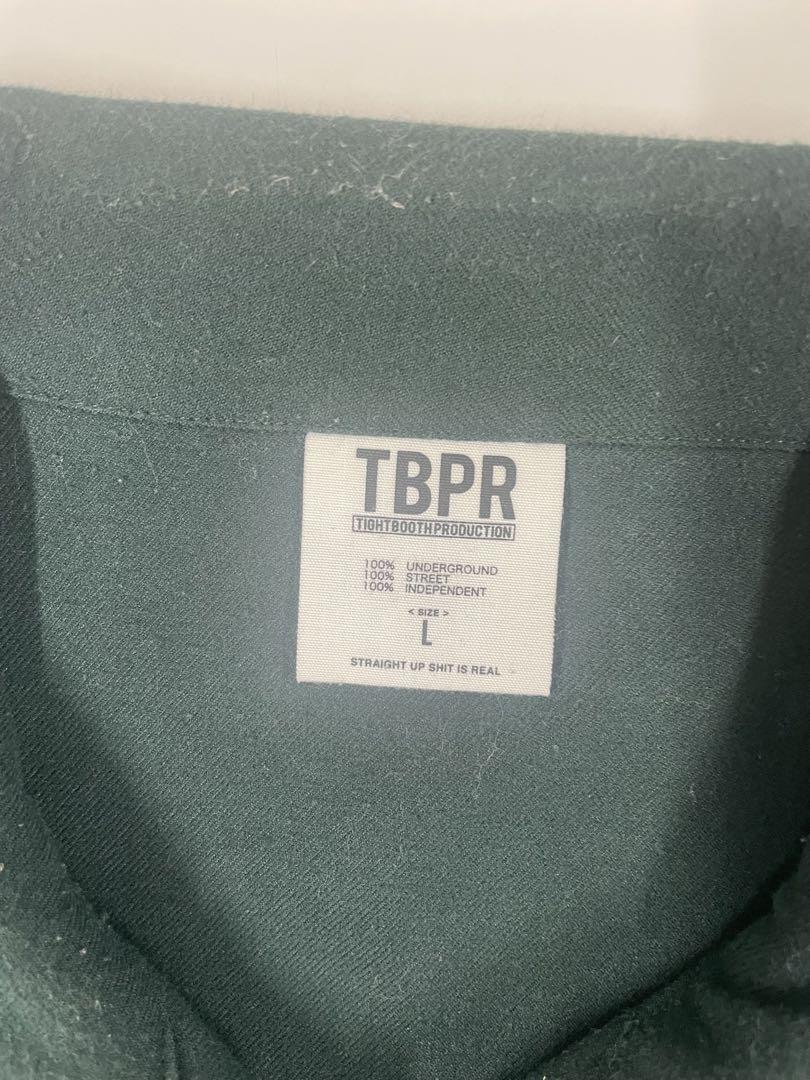 TBPR
TIGHTBOOTHPRODUCTION
100% UNDERGROUND
100% STREET
100% INDEPENDENT
< SIZE >
L
STRAIGHT UP SHIT IS REAL